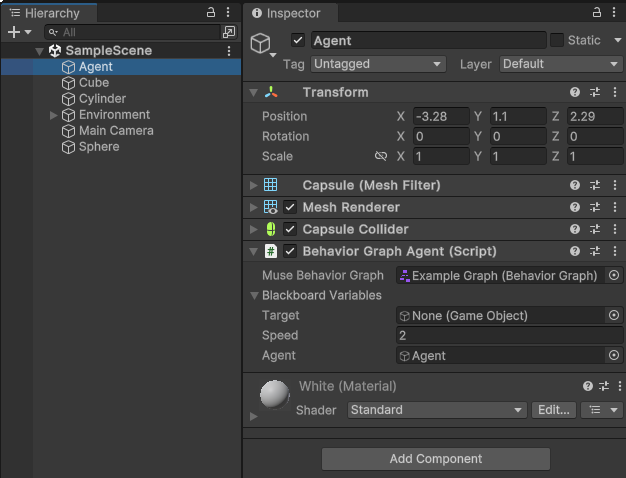 Hierarchy
All
SampleScene
Agent
Cube
Cylinder
Environment
Main Camera
Sphere
Inspector
Agent
Static
Tag Untagged Layer Default
Transform
Position X -3.28 Y 1.1 Z 2.29
Rotation X 0 Y 0 Z 0
Scale X 1 Y 1 Z 1
Capsule (Mesh Filter)
Mesh Renderer
Capsule Collider
# Behavior Graph Agent (Script)
Muse Behavior Graph Example Graph (Behavior Graph)
Blackboard Variables
Target None (Game Object)
Speed 2
Agent Agent
White (Material)
Shader Standard Edit...
Add Component